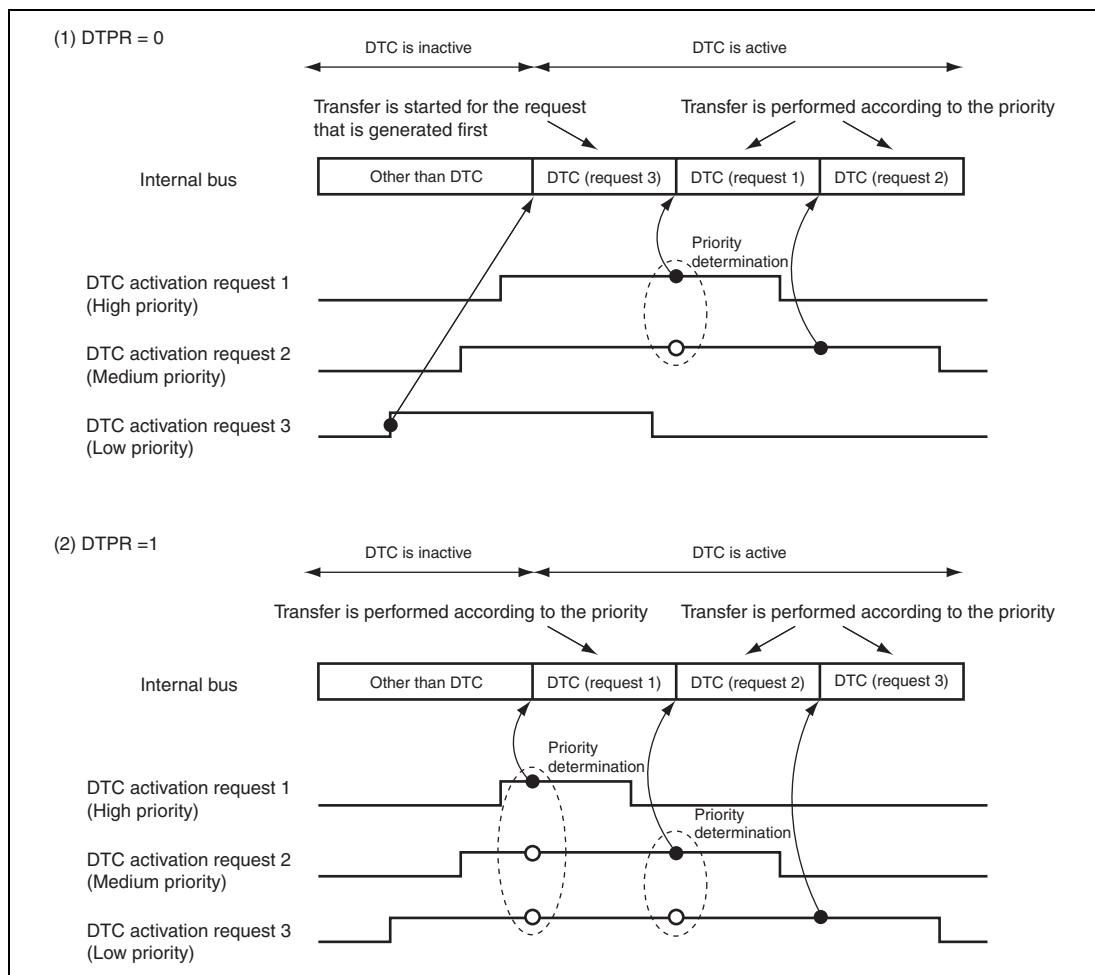 (1) DTPR = 0
DTC is inactive
DTC is active
Transfer is started for the request
that is generated first
Transfer is performed according to the priority
Internal bus
Other than DTC
DTC (request 3)
DTC (request 1)
DTC (request 2)
Priority
determination
DTC activation request 1
(High priority)
DTC activation request 2
(Medium priority)
DTC activation request 3
(Low priority)
(2) DTPR =1
DTC is inactive
DTC is active
Transfer is performed according to the priority
Transfer is performed according to the priority
Internal bus
Other than DTC
DTC (request 1)
DTC (request 2)
DTC (request 3)
Priority
determination
DTC activation request 1
(High priority)
Priority
determination
DTC activation request 2
(Medium priority)
DTC activation request 3
(Low priority)